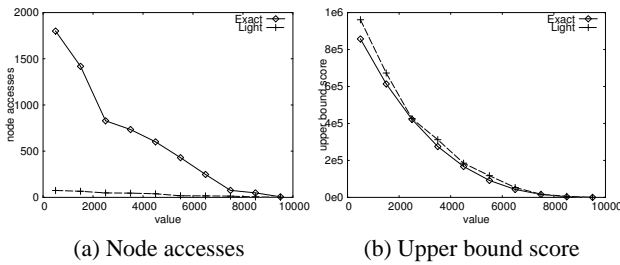 2000
1500
1000
500
0
node accesses
Exact
Light
0 2000 4000 6000 8000 10000
value
(a) Node accesses
1e6
8e5
6e5
4e5
2e5
0e0
upper bound score
Exact
Light
0 2000 4000 6000 8000 10000
value
(b) Upper bound score